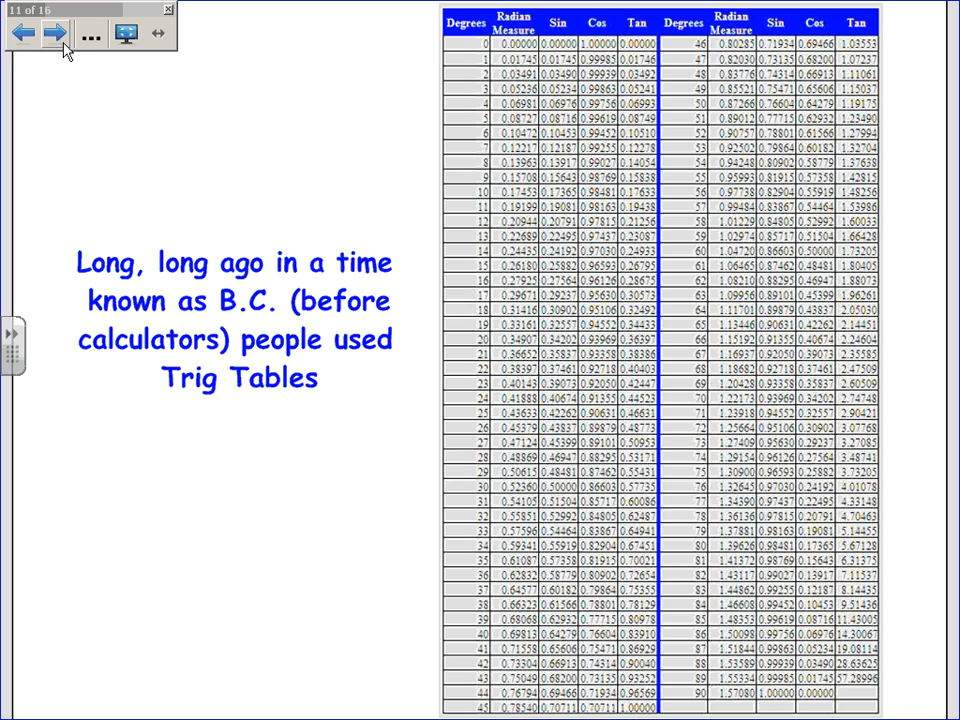 11 of 16
Degrees Radian Measure Sin Cos Tan Degrees Radian Measure Sin Cos Tan
0 0.00000 0.00000 1.00000 0.00000 46 0.80285 0.71934 0.69466 1.03553
1 0.01745 0.01745 0.99985 0.01746 47 0.82030 0.73135 0.68200 1.07237
2 0.03491 0.03490 0.99939 0.03492 48 0.83776 0.74314 0.66913 1.11061
3 0.05236 0.05234 0.99863 0.05241 49 0.85521 0.75471 0.65606 1.15037
4 0.06981 0.06976 0.99756 0.06993 50 0.87266 0.76604 0.64279 1.19175
5 0.08727 0.08716 0.99619 0.08749 51 0.89012 0.77715 0.62932 1.23490
6 0.10472 0.10453 0.99452 0.10510 52 0.90757 0.78801 0.61566 1.27994
7 0.12217 0.12187 0.99255 0.12278 53 0.92502 0.79864 0.60182 1.32704
8 0.13963 0.13917 0.99027 0.14054 54 0.94248 0.80902 0.58779 1.37638
9 0.15708 0.15643 0.98769 0.15838 55 0.95993 0.81915 0.57358 1.42815
10 0.17453 0.17365 0.98481 0.17633 56 0.97738 0.82904 0.55919 1.48256
11 0.19199 0.19081 0.98163 0.19438 57 0.99484 0.83867 0.54464 1.53986
12 0.20944 0.20791 0.97815 0.21256 58 1.01229 0.84805 0.52992 1.60033
13 0.22689 0.22495 0.97437 0.23087 59 1.02974 0.85717 0.51504 1.66428
14 0.24435 0.24192 0.97030 0.24933 60 1.04720 0.86603 0.50000 1.73205
15 0.26180 0.25882 0.96593 0.26795 61 1.06465 0.87462 0.48481 1.80405
16 0.27925 0.27564 0.96126 0.28675 62 1.08210 0.88295 0.46947 1.88073
17 0.29671 0.29237 0.95630 0.30573 63 1.09956 0.89101 0.45399 1.96261
18 0.31416 0.30902 0.95106 0.32492 64 1.11701 0.89879 0.43837 2.05030
19 0.33161 0.32557 0.94552 0.34433 65 1.13446 0.90631 0.42262 2.14451
20 0.34907 0.34202 0.93969 0.36397 66 1.15192 0.91355 0.40674 2.24604
21 0.36652 0.35837 0.93358 0.38386 67 1.16937 0.92050 0.39073 2.35585
22 0.38397 0.37461 0.92718 0.40403 68 1.18682 0.92718 0.37461 2.47509
23 0.40143 0.39073 0.92050 0.42447 69 1.20428 0.93358 0.35837 2.60509
24 0.41888 0.40674 0.91355 0.44523 70 1.22173 0.93969 0.34202 2.74748
25 0.43633 0.42262 0.90631 0.46631 71 1.23918 0.94552 0.32557 2.90421
26 0.45379 0.43837 0.89879 0.48773 72 1.25664 0.95106 0.30902 3.07768
27 0.47124 0.45399 0.89101 0.50953 73 1.27409 0.95630 0.29237 3.27085
28 0.48869 0.46947 0.88295 0.53171 74 1.29154 0.96126 0.27564 3.48741
29 0.50615 0.48481 0.87462 0.55431 75 1.30900 0.96593 0.25882 3.73205
30 0.52360 0.50000 0.86603 0.57735 76 1.32645 0.97030 0.24192 4.01078
31 0.54105 0.51504 0.85717 0.60086 77 1.34390 0.97437 0.22495 4.33148
32 0.55851 0.52992 0.84805 0.62487 78 1.36136 0.97815 0.20791 4.70463
33 0.57596 0.54464 0.83867 0.64941 79 1.37881 0.98163 0.19081 5.14455
34 0.59341 0.55919 0.82904 0.67451 80 1.39626 0.98481 0.17365 5.67128
35 0.61087 0.57358 0.81915 0.70021 81 1.41372 0.98769 0.15643 6.31375
36 0.62832 0.58779 0.80902 0.72654 82 1.43117 0.99027 0.13917 7.11537
37 0.64577 0.60182 0.79864 0.75355 83 1.44862 0.99255 0.12187 8.14435
38 0.66323 0.61566 0.78801 0.78129 84 1.46608 0.99452 0.10453 9.51436
39 0.68068 0.62932 0.77715 0.80978 85 1.48353 0.99619 0.08716 11.43005
40 0.69813 0.64279 0.76604 0.83910 86 1.50098 0.99756 0.06976 14.30067
41 0.71558 0.65606 0.75471 0.86929 87 1.51844 0.99863 0.05234 19.08114
42 0.73304 0.66913 0.74314 0.90040 88 1.53589 0.99939 0.03490 28.63625
43 0.75049 0.68200 0.73135 0.93252 89 1.55334 0.99985 0.01745 57.28996
44 0.76794 0.69466 0.71934 0.96569 90 1.57080 1.00000 0.00000
45 0.78540 0.70711 0.70711 1.00000
Long, long ago in a time
known as B.C. (before
calculators) people used
Trig Tables